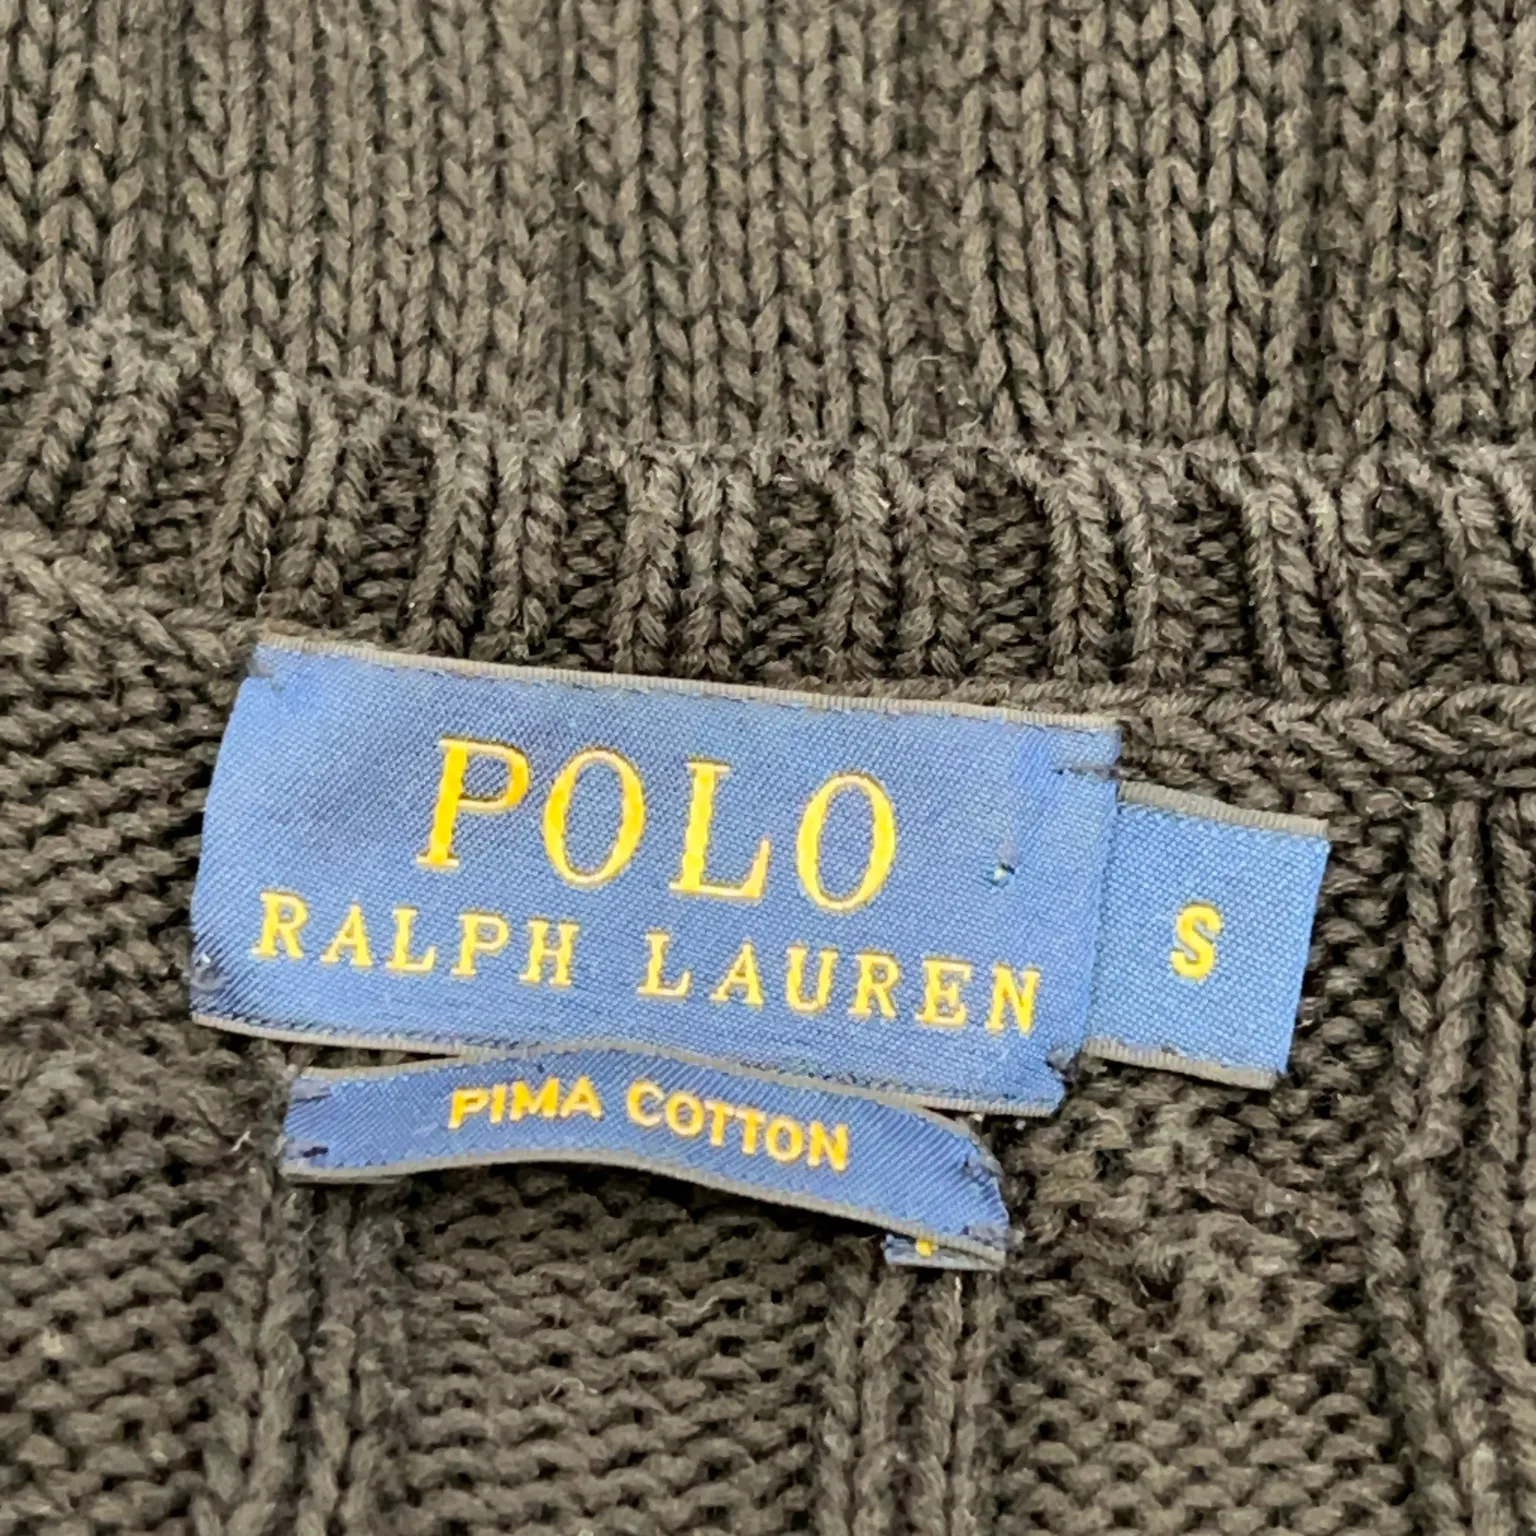 POLO
RALPH LAUREN
S
PIMA COTTON